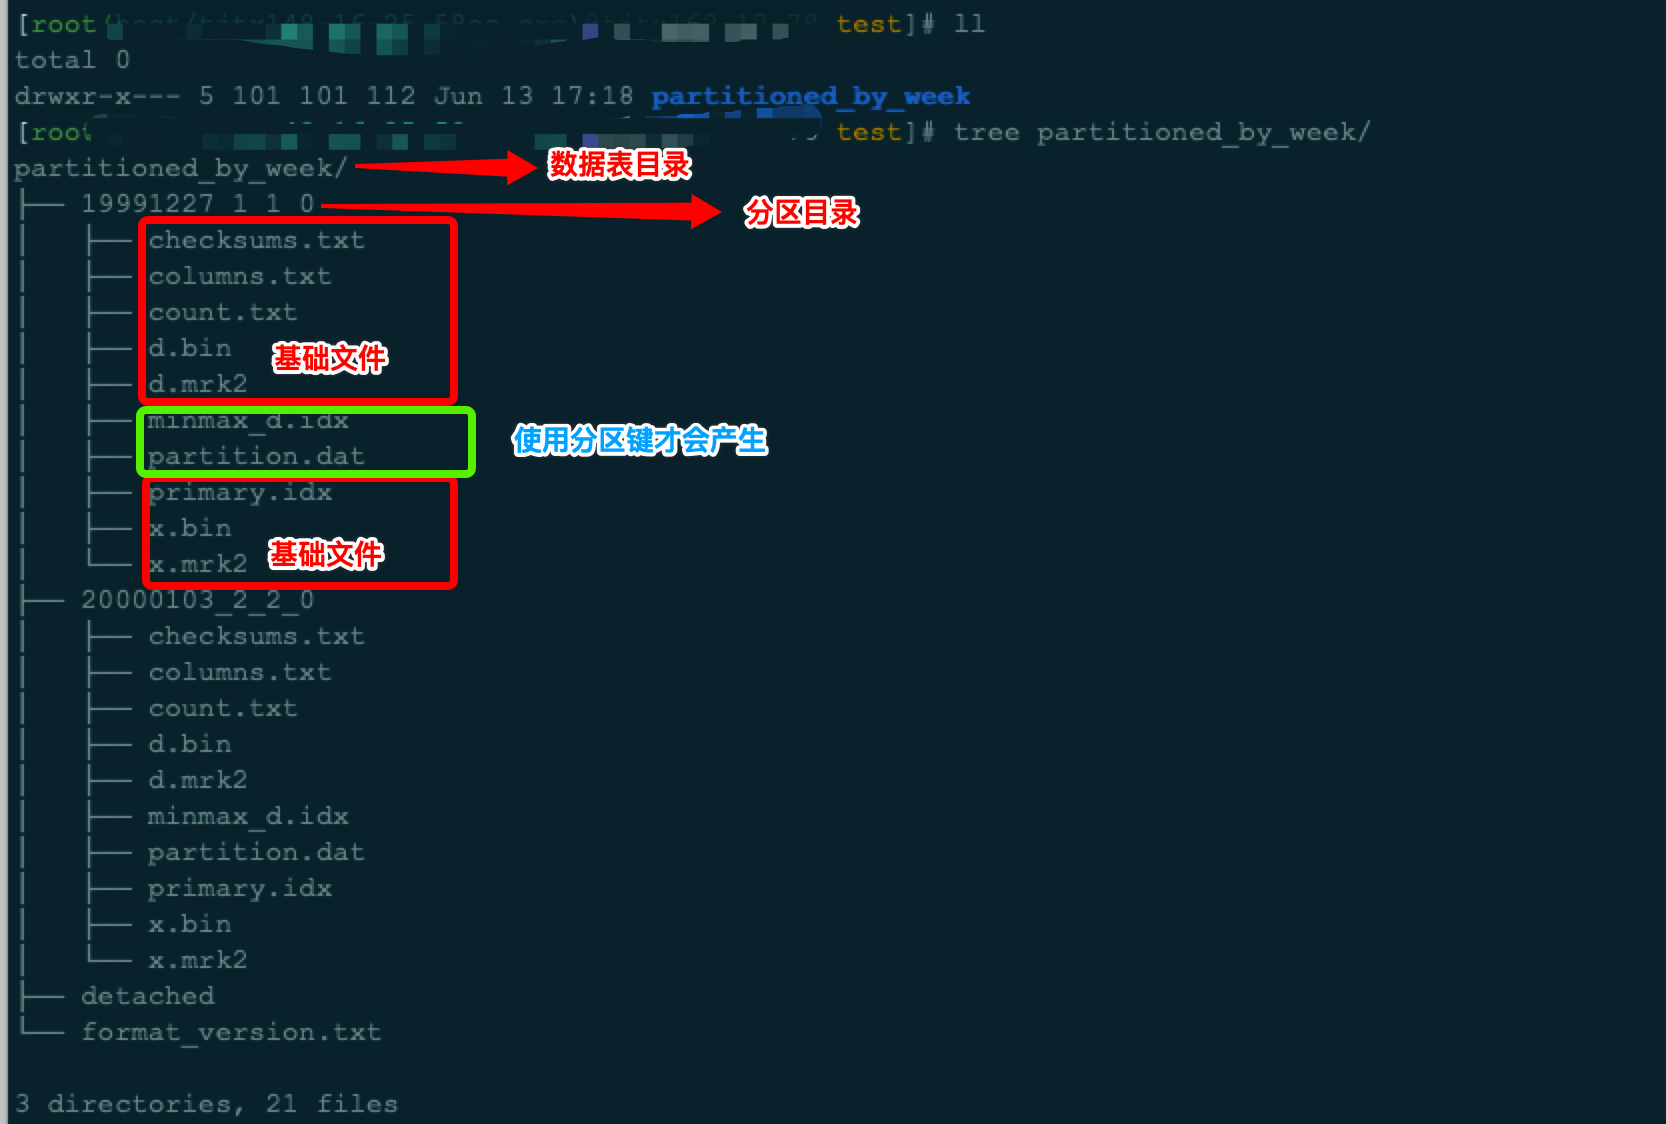 [root test]# ll
total 0
drwxr-x--- 5 101 101 112 Jun 13 17:18 partitioned_by_week
[root test]# tree partitioned_by_week/
partitioned_by_week/ 数据表目录
├── 19991227_1_1_0 分区目录
│   ├── checksums.txt
│   ├── columns.txt
│   ├── count.txt
│   ├── d.bin 基础文件
│   ├── d.mrk2
│   ├── minmax_d.idx
│   ├── partition.dat 使用分区键才会产生
│   ├── primary.idx
│   ├── x.bin
│   └── x.mrk2 基础文件
├── 20000103_2_2_0
│   ├── checksums.txt
│   ├── columns.txt
│   ├── count.txt
│   ├── d.bin
│   ├── d.mrk2
│   ├── minmax_d.idx
│   ├── partition.dat
│   ├── primary.idx
│   ├── x.bin
│   └── x.mrk2
├── detached
└── format_version.txt
3 directories, 21 files